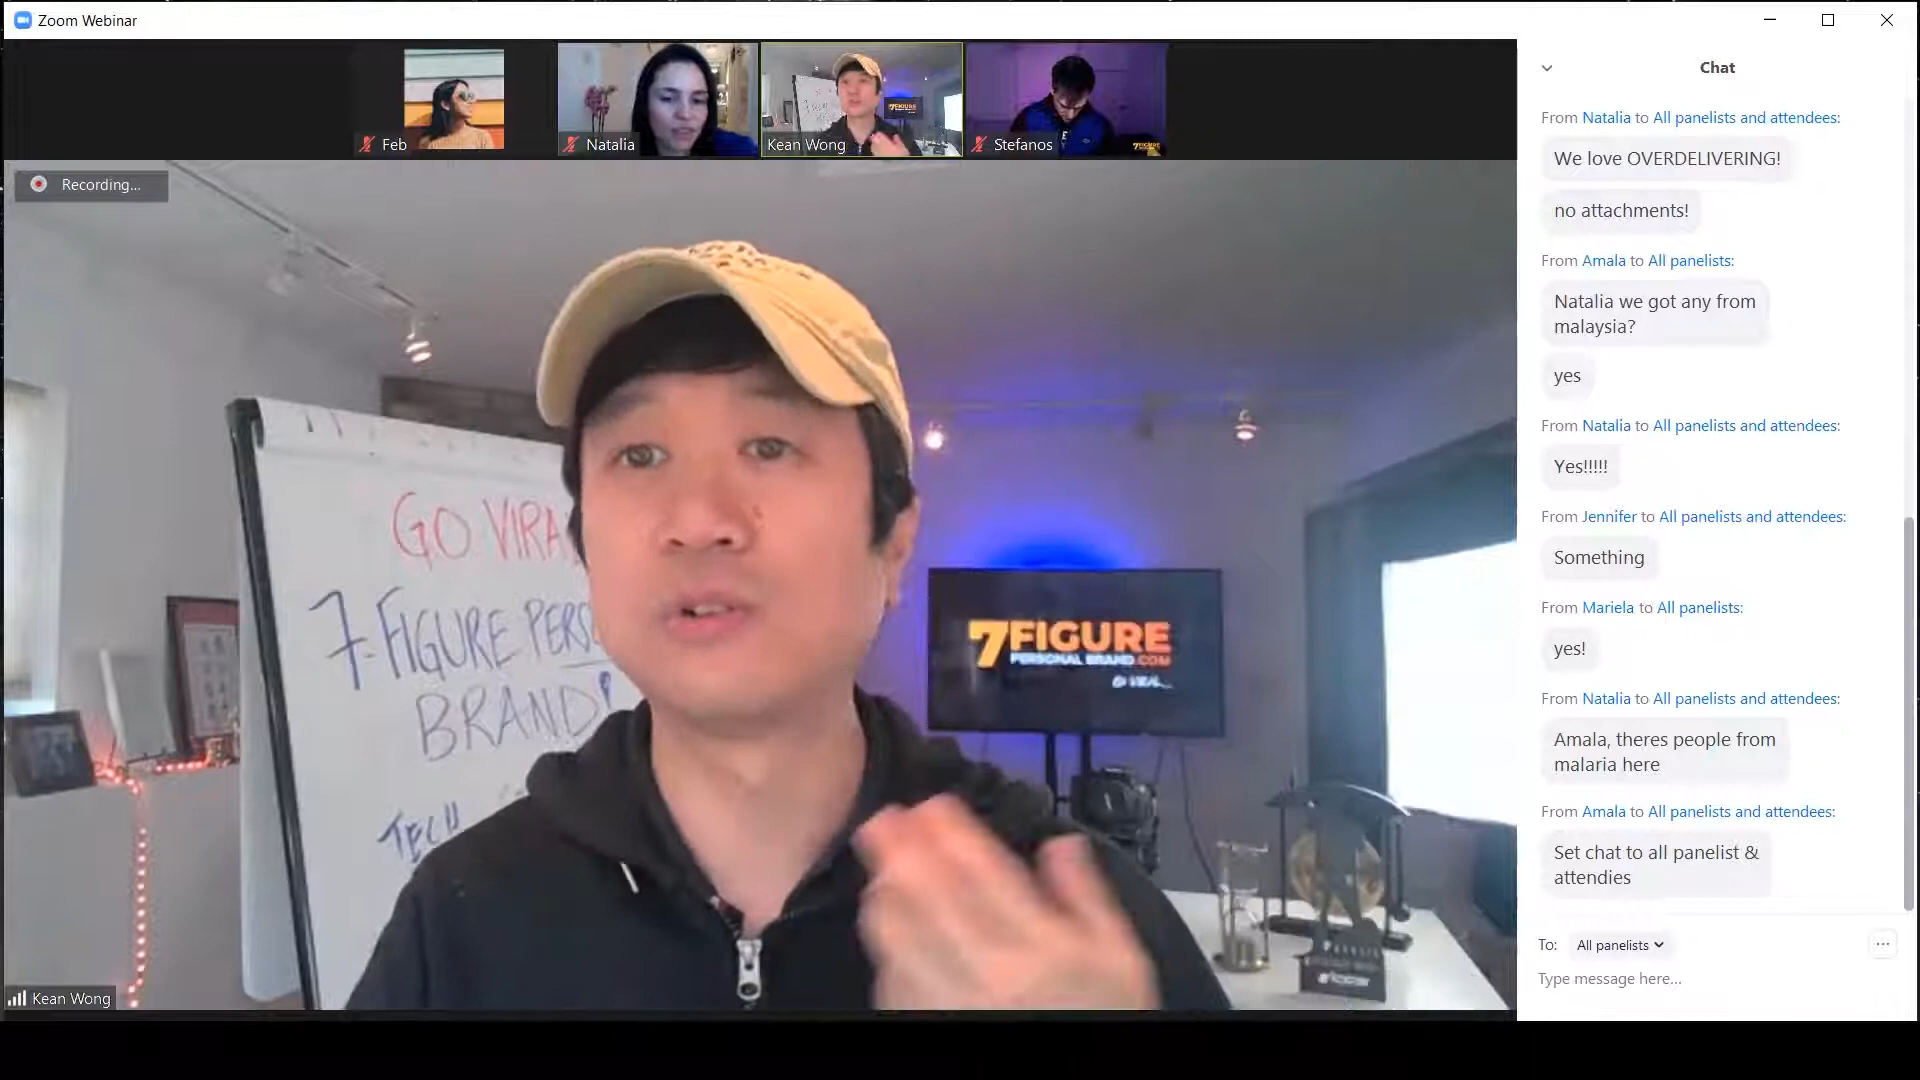 Zoom Webinar
Feb
Natalia
Kean Wong
Stefanos
Recording...
GO VIRA
7-FIGURE PERS
BRAND!
TECH
7FIGURE
PERSONAL BRAND.COM
GO VIRAL
Kean Wong
Chat
From Natalia to All panelists and attendees:
We love OVERDELIVERING!
no attachments!
From Amala to All panelists:
Natalia we got any from
malaysia?
yes
From Natalia to All panelists and attendees:
Yes!!!!!
From Jennifer to All panelists and attendees:
Something
From Mariela to All panelists:
yes!
From Natalia to All panelists and attendees:
Amala, theres people from
malaria here
From Amala to All panelists and attendees:
Set chat to all panelist &
attendies
To: All panelists
Type message here...